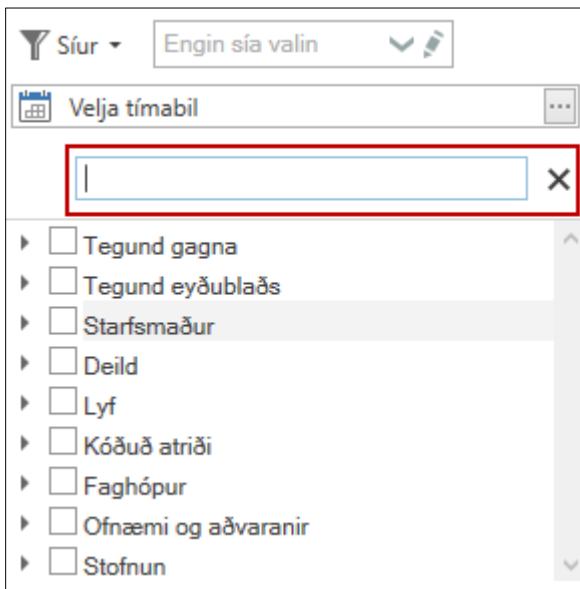 Síur
Engin sía valin
Velja tímabil
Tegund gagna
Tegund eyðublaðs
Starfsmaður
Deild
Lyf
Kóðuð atriði
Faghópur
Ofnæmi og aðvaranir
Stofnun